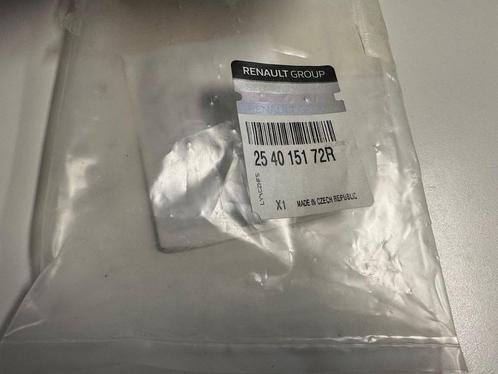 RENAULT GROUP
25 40 151 72R
X1 MADE IN CZECH REPUBLIC